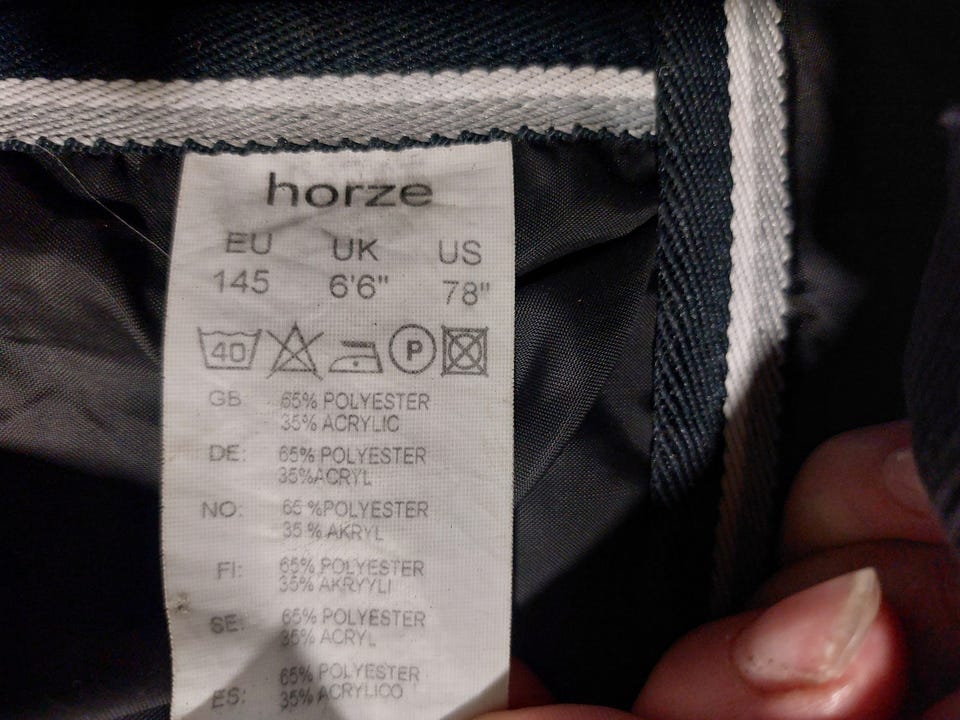 horze
EU UK US
145 6'6" 78"
40 P
GB 65% POLYESTER
35% ACRYLIC
DE: 65% POLYESTER
35%ACRYL
NO: 65 %POLYESTER
35 % AKRYL
FI: 65% POLYESTER
35% AKRYYLI
SE: 65% POLYESTER
35% ACRYL
65% POLYESTER
ES: 35% ACRYLICO